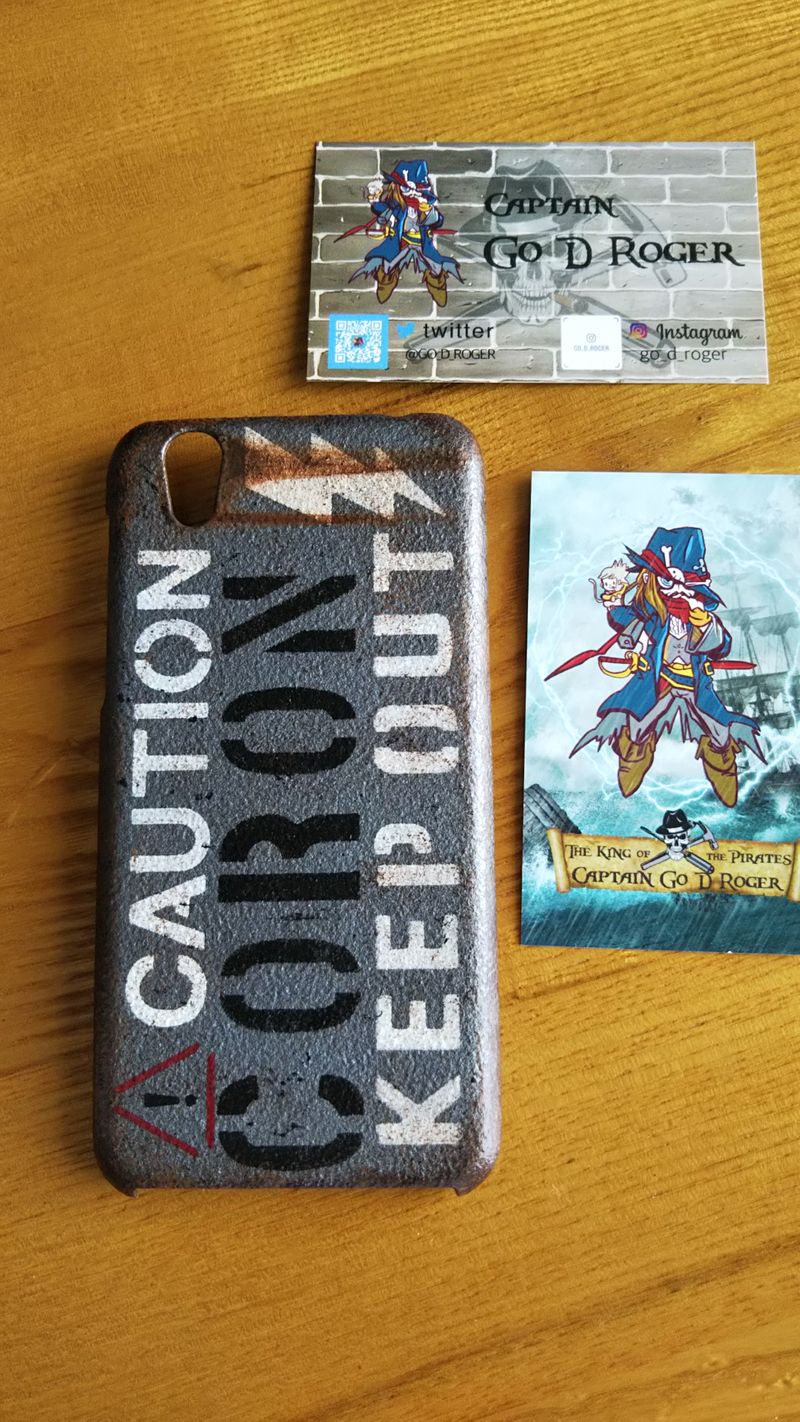 CAPTAIN
GO D ROGER
twitter
@GO_D_ROGER
GO_D_ROGER
Instagram
go_d_roger
CAUTION
CORON
KEEP OUT
!
THE KING OF THE PIRATES
CAPTAIN GO D ROGER